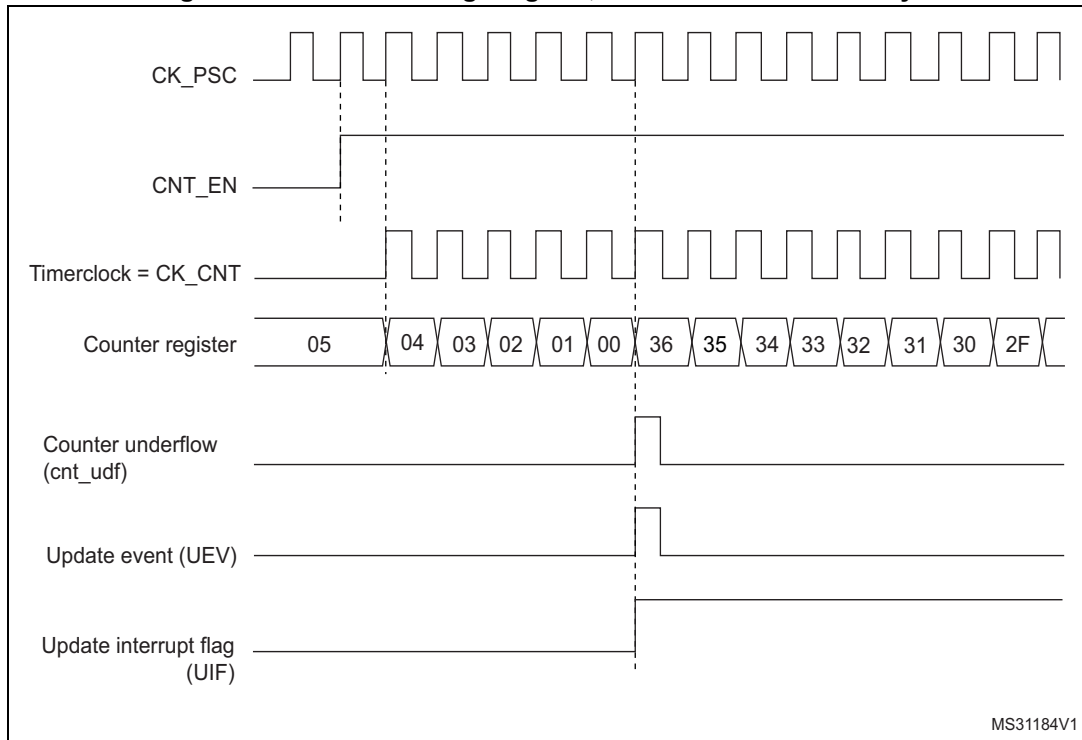 CK_PSC
CNT_EN
Timerclock = CK_CNT
Counter register 05 04 03 02 01 00 36 35 34 33 32 31 30 2F
Counter underflow
(cnt_udf)
Update event (UEV)
Update interrupt flag
(UIF)
MS31184V1